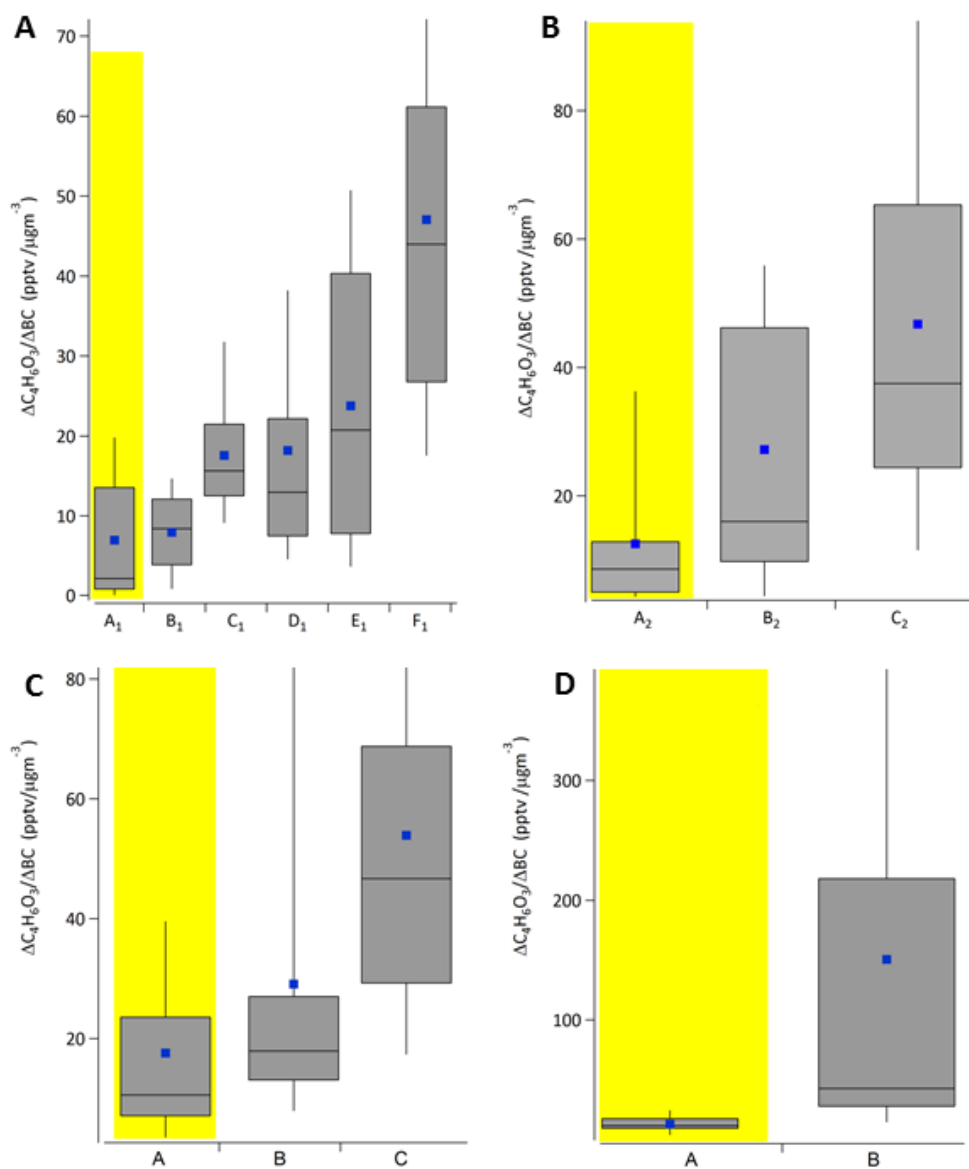 A
70
60
50
40
30
20
10
0
ΔC₄H₆O₃/ΔBC (pptv /µgm⁻³)
A₁ B₁ C₁ D₁ E₁ F₁
B
80
60
40
20
ΔC₄H₆O₃/ΔBC (pptv /µgm⁻³)
A₂ B₂ C₂
C
80
60
40
20
ΔC₄H₆O₃/ΔBC (pptv/µgm⁻³)
A B C
D
300
200
100
ΔC₄H₆O₃/ΔBC (pptv /µgm⁻³)
A B